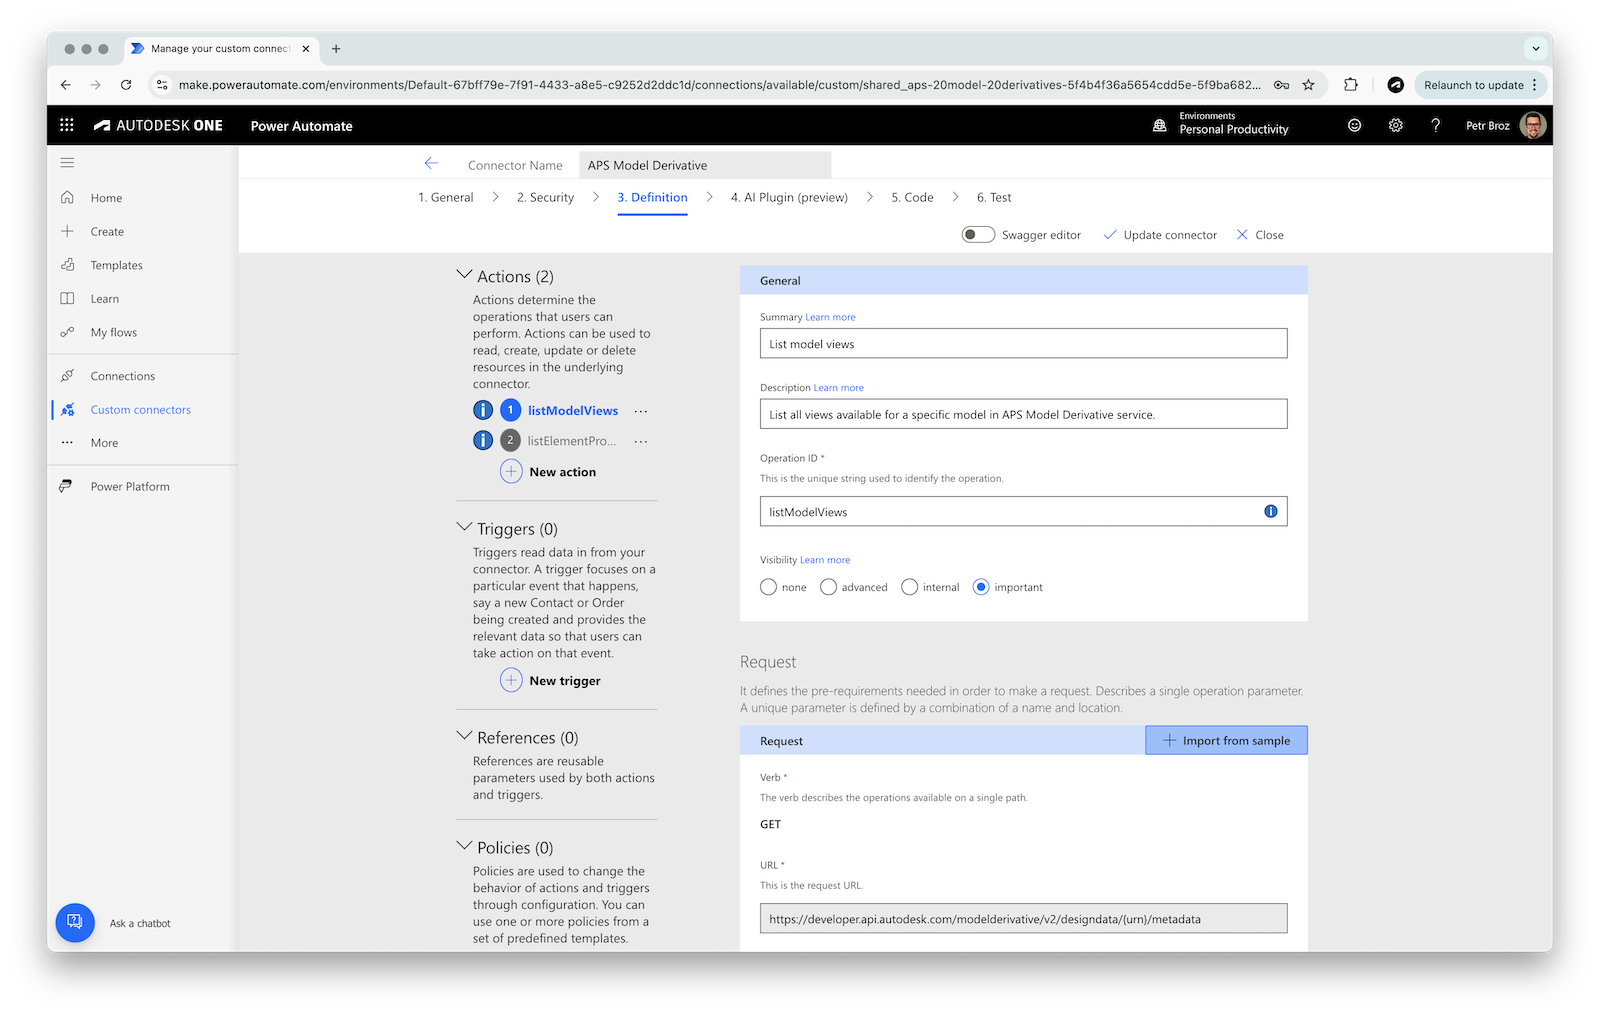 Manage your custom connect
make.powerautomate.com/environments/Default-67bff79e-7f91-4433-a8e5-c9252d2ddc1d/connections/available/custom/shared_aps-20model-20derivatives-5f4b4f36a5654cdd5e-5f9ba682...
Relaunch to update
AUTODESK ONE
Power Automate
Environments
Personal Productivity
Petr Broz
Home
Create
Templates
Learn
My flows
Connections
Custom connectors
More
Power Platform
Ask a chatbot
Connector Name
APS Model Derivative
1. General
2. Security
3. Definition
4. AI Plugin (preview)
5. Code
6. Test
Swagger editor
Update connector
Close
Actions (2)
Actions determine the
operations that users can
perform. Actions can be used to
read, create, update or delete
resources in the underlying
connector.
1 listModelViews ...
2 listElementPro... ...
New action
Triggers (0)
Triggers read data in from your
connector. A trigger focuses on a
particular event that happens,
say a new Contact or Order
being created and provides the
relevant data so that users can
take action on that event.
New trigger
References (0)
References are reusable
parameters used by both actions
and triggers.
Policies (0)
Policies are used to change the
behavior of actions and triggers
through configuration. You can
use one or more policies from a
set of predefined templates.
General
Summary Learn more
List model views
Description Learn more
List all views available for a specific model in APS Model Derivative service.
Operation ID *
This is the unique string used to identify the operation.
listModelViews
Visibility Learn more
none
advanced
internal
important
Request
It defines the pre-requirements needed in order to make a request. Describes a single operation parameter.
A unique parameter is defined by a combination of a name and location.
Request
Import from sample
Verb *
The verb describes the operations available on a single path.
GET
URL *
This is the request URL.
https://developer.api.autodesk.com/modelderivative/v2/designdata/{urn}/metadata